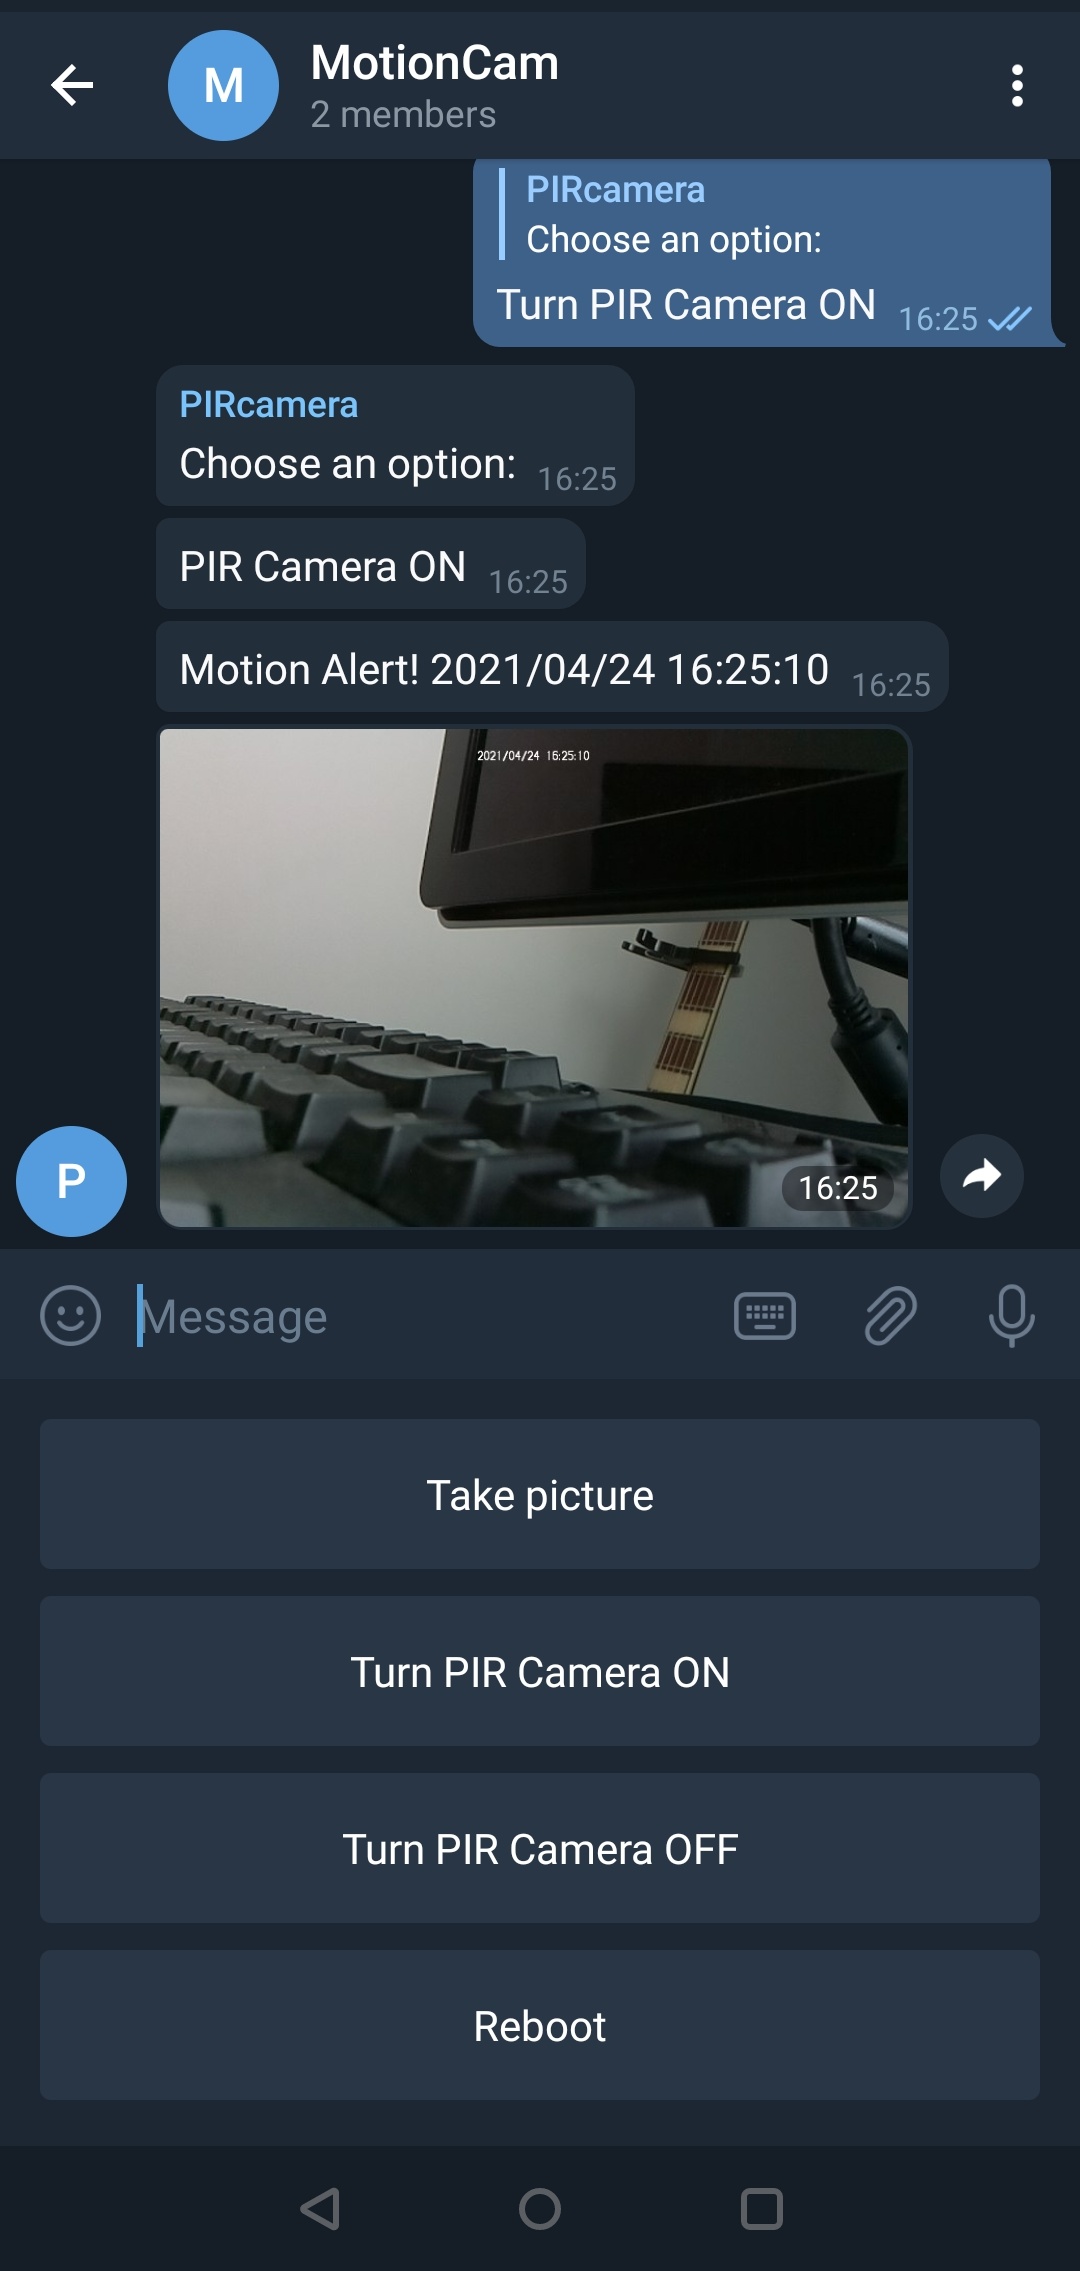 M
MotionCam
2 members
PIRcamera
Choose an option:
Turn PIR Camera ON 16:25
PIRcamera
Choose an option: 16:25
PIR Camera ON 16:25
Motion Alert! 2021/04/24 16:25:10 16:25
2021/04/24 16:25:10
P
16:25
Message
Take picture
Turn PIR Camera ON
Turn PIR Camera OFF
Reboot